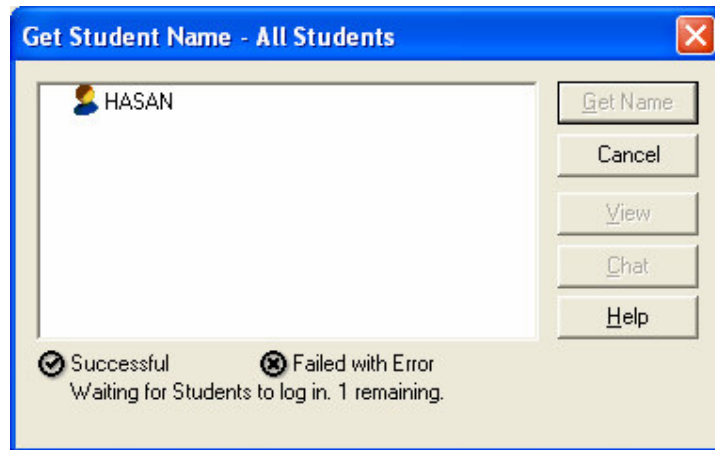 Get Student Name - All Students
HASAN
Get Name
Cancel
View
Chat
Help
Successful
Failed with Error
Waiting for Students to log in. 1 remaining.